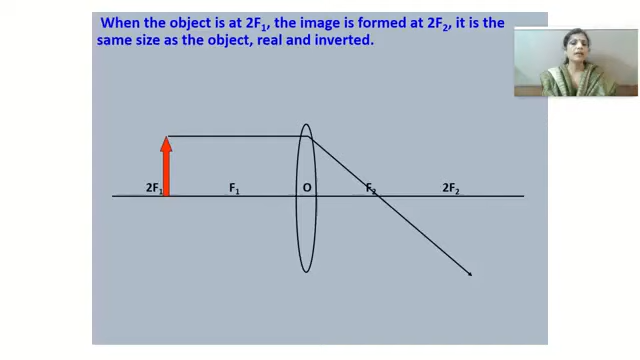 When the object is at 2F₁, the image is formed at 2F₂, it is the
same size as the object, real and inverted.
2F₁ F₁ O F₂ 2F₂